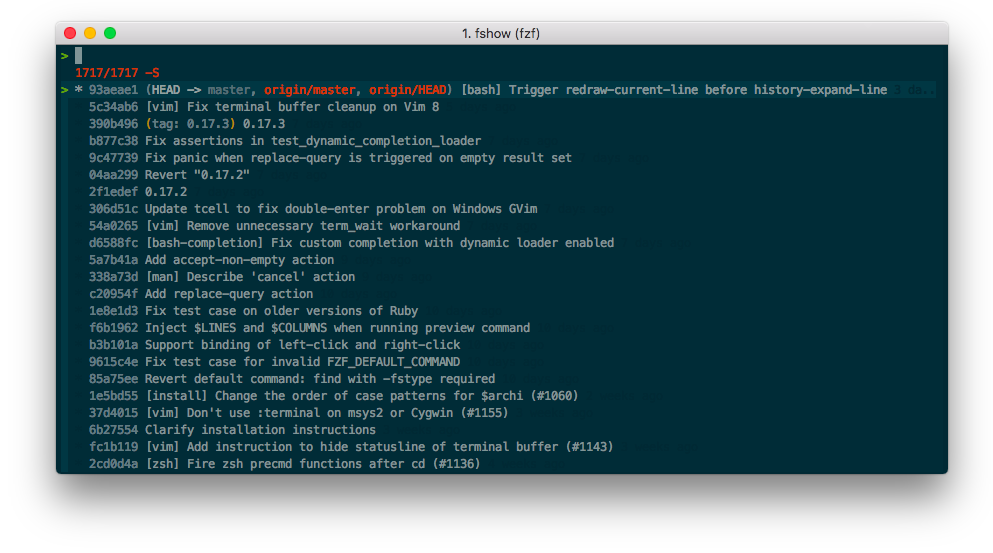 1. fshow (fzf)
>
1717/1717 -S
> * 93aeae1 (HEAD -> master, origin/master, origin/HEAD) [bash] Trigger redraw-current-line before history-expand-line 3 da..
5c34ab6 [vim] Fix terminal buffer cleanup on Vim 8
390b496 (tag: 0.17.3) 0.17.3
b877c38 Fix assertions in test_dynamic_completion_loader
9c47739 Fix panic when replace-query is triggered on empty result set
04aa299 Revert "0.17.2"
2f1edef 0.17.2
306d51c Update tcell to fix double-enter problem on Windows GVim
54a0265 [vim] Remove unnecessary term_wait workaround
d6588fc [bash-completion] Fix custom completion with dynamic loader enabled
5a7b41a Add accept-non-empty action
338a73d [man] Describe 'cancel' action
c20954f Add replace-query action
1e8e1d3 Fix test case on older versions of Ruby
f6b1962 Inject $LINES and $COLUMNS when running preview command
b3b101a Support binding of left-click and right-click
9615c4e Fix test case for invalid FZF_DEFAULT_COMMAND
85a75ee Revert default command: find with -fstype required
1e5bd55 [install] Change the order of case patterns for $archi (#1060)
37d4015 [vim] Don't use :terminal on msys2 or Cygwin (#1155)
6b27554 Clarify installation instructions
fc1b119 [vim] Add instruction to hide statusline of terminal buffer (#1143)
2cd0d4a [zsh] Fire zsh precmd functions after cd (#1136)